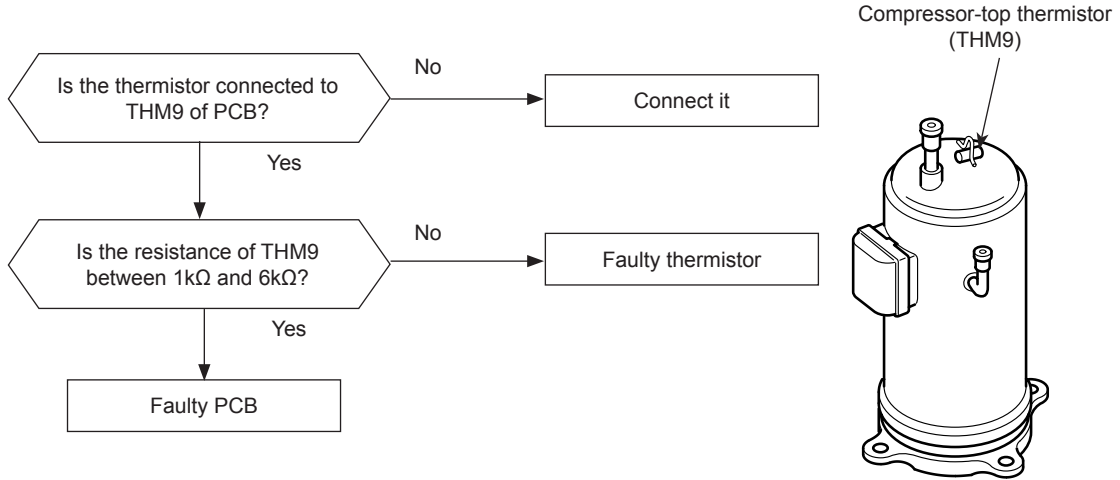 Compressor-top thermistor
(THM9)
Is the thermistor connected to
THM9 of PCB?
No
Connect it
Yes
Is the resistance of THM9
between 1kΩ and 6kΩ?
No
Faulty thermistor
Yes
Faulty PCB